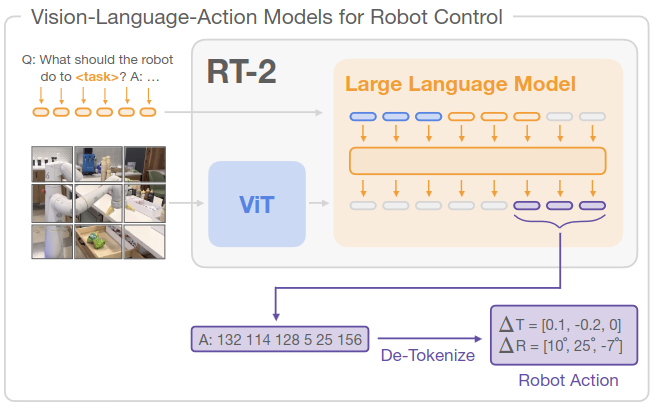 Vision-Language-Action Models for Robot Control
Q: What should the robot
do to <task>? A: …
RT-2
Large Language Model
ViT
A: 132 114 128 5 25 156
De-Tokenize
Δ T = [0.1, -0.2, 0]
Δ R = [10°, 25°, -7°]
Robot Action